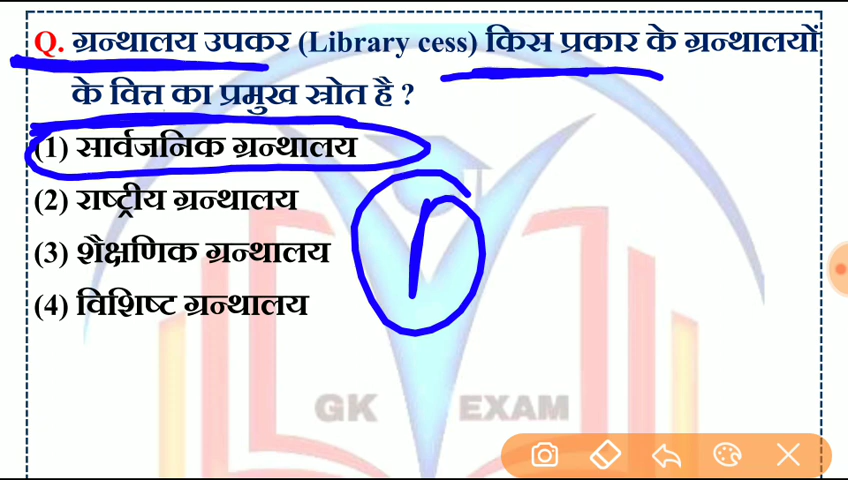 Q. ग्रन्थालय उपकर (Library cess) किस प्रकार के ग्रन्थालयों
के वित्त का प्रमुख स्रोत है ?
(1) सार्वजनिक ग्रन्थालय
(2) राष्ट्रीय ग्रन्थालय
(3) शैक्षणिक ग्रन्थालय
(4) विशिष्ट ग्रन्थालय
1
GK EXAM